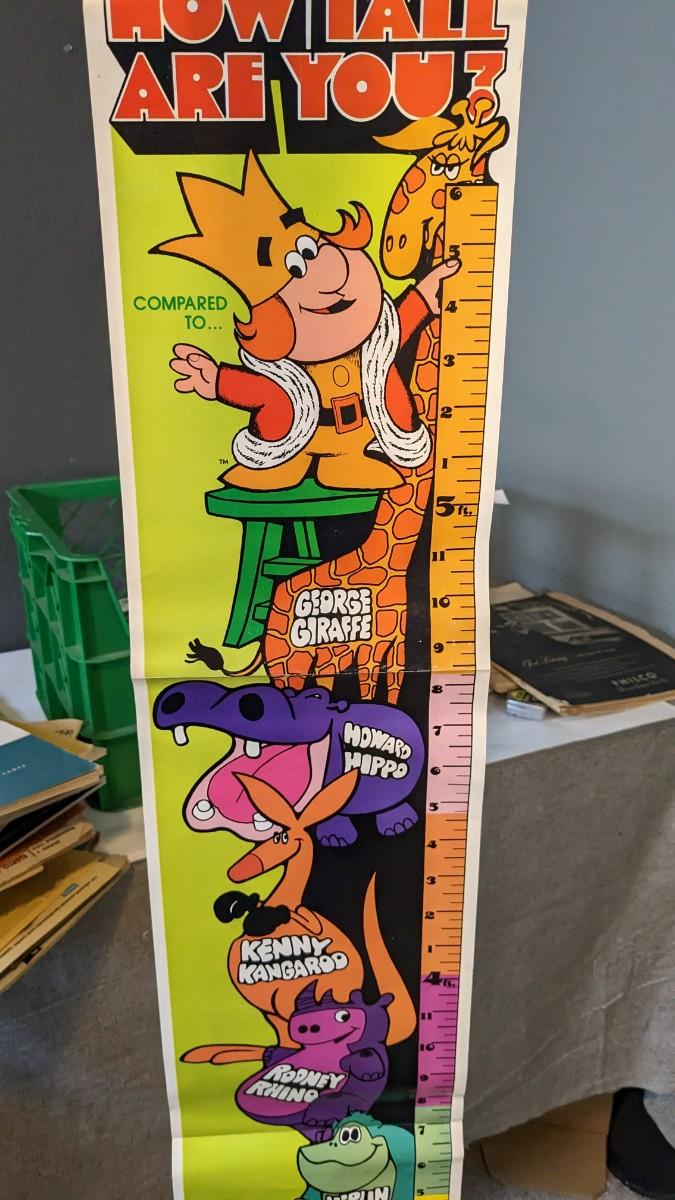 HOW TALL
ARE YOU?
COMPARED
TO...
TM
6
5
4
3
2
1
5 ft.
11
10
9
8
7
6
5
4
3
2
1
4 ft.
11
10
9
8
7
6
5
GEORGE
GIRAFFE
HOWARD
HIPPO
KENNY
KANGAROO
RODNEY
RHINO
PHILCO